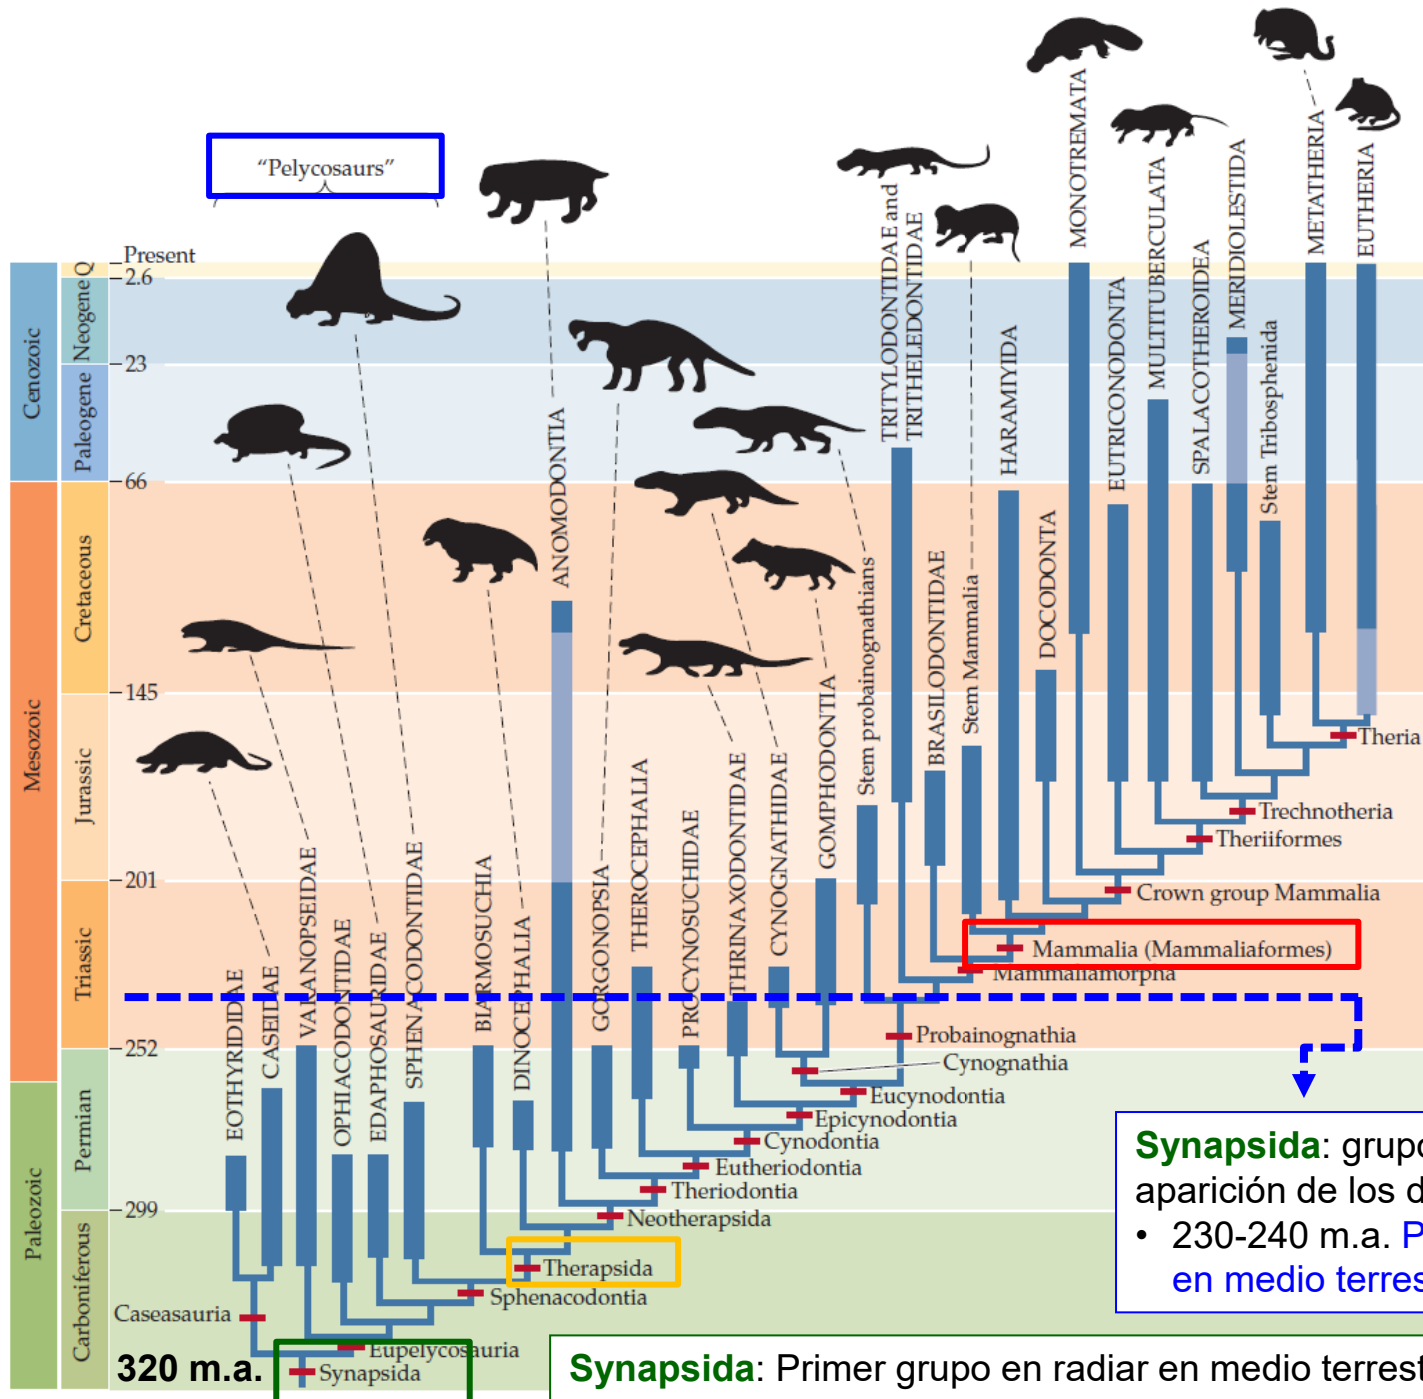 "Pelycosaurs"
Present
2.6
23
66
145
201
252
299
Cenozoic
Mesozoic
Paleozoic
Q
Neogene
Paleogene
Cretaceous
Jurassic
Triassic
Permian
Carboniferous
EOTHYRIDIDAE
CASEIDAE
VARANOPSEIDAE
OPHIACODONTIDAE
EDAPHOSAURIDAE
SPHENACODONTIDAE
BIARMOSUCHIA
DINOCEPHALIA
ANOMODONTIA
GORGONOPSIA
THEROCEPHALIA
PROCYNOSUCHIDAE
THRINAXODONTIDAE
CYNOGNATHIDAE
GOMPHODONTIA
Stem probainognathians
TRITYLODONTIDAE and
TRITHELEDONTIDAE
BRASILODONTIDAE
Stem Mammalia
HARAMIYIDA
DOCODONTA
MONOTREMATA
EUTRICONODONTA
MULTITUBERCULATA
SPALACOTHEROIDEA
MERIDIOLESTIDA
Stem Tribosphenida
METATHERIA
EUTHERIA
Theria
Trechnotheria
Theriiformes
Crown group Mammalia
Mammalia (Mammaliaformes)
Mammaliamorpha
Probainognathia
Cynognathia
Eucynodontia
Epicynodontia
Cynodontia
Eutheriodontia
Theriodontia
Neotherapsida
Therapsida
Sphenacodontia
Caseasauria
Eupelycosauria
Synapsida
320 m.a.
Synapsida: grupo
aparición de los d
• 230-240 m.a. P
en medio terres
Synapsida: Primer grupo en radiar en medio terrest